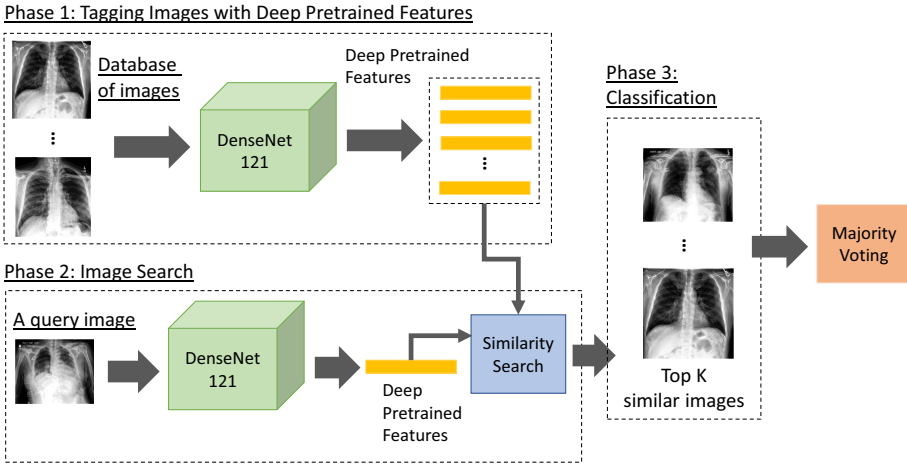 Phase 1: Tagging Images with Deep Pretrained Features
Database
of images
DenseNet
121
Deep Pretrained
Features
Phase 2: Image Search
A query image
DenseNet
121
Deep
Pretrained
Features
Similarity
Search
Phase 3:
Classification
Top K
similar images
Majority
Voting